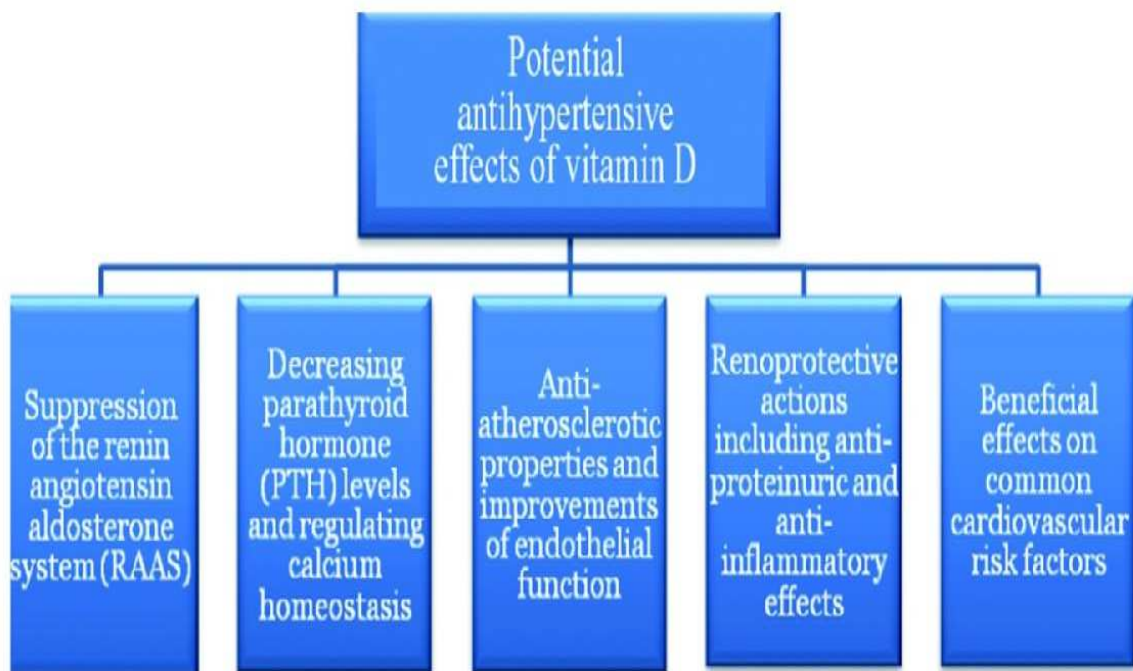 Potential
antihypertensive
effects of vitamin D
Suppression
of the renin
angiotensin
aldosterone
system (RAAS)
Decreasing
parathyroid
hormone
(PTH) levels
and regulating
calcium
homeostasis
Anti-
atherosclerotic
properties and
improvements
of endothelial
function
Renoprotective
actions
including anti-
proteinuric and
anti-
inflammatory
effects
Beneficial
effects on
common
cardiovascular
risk factors